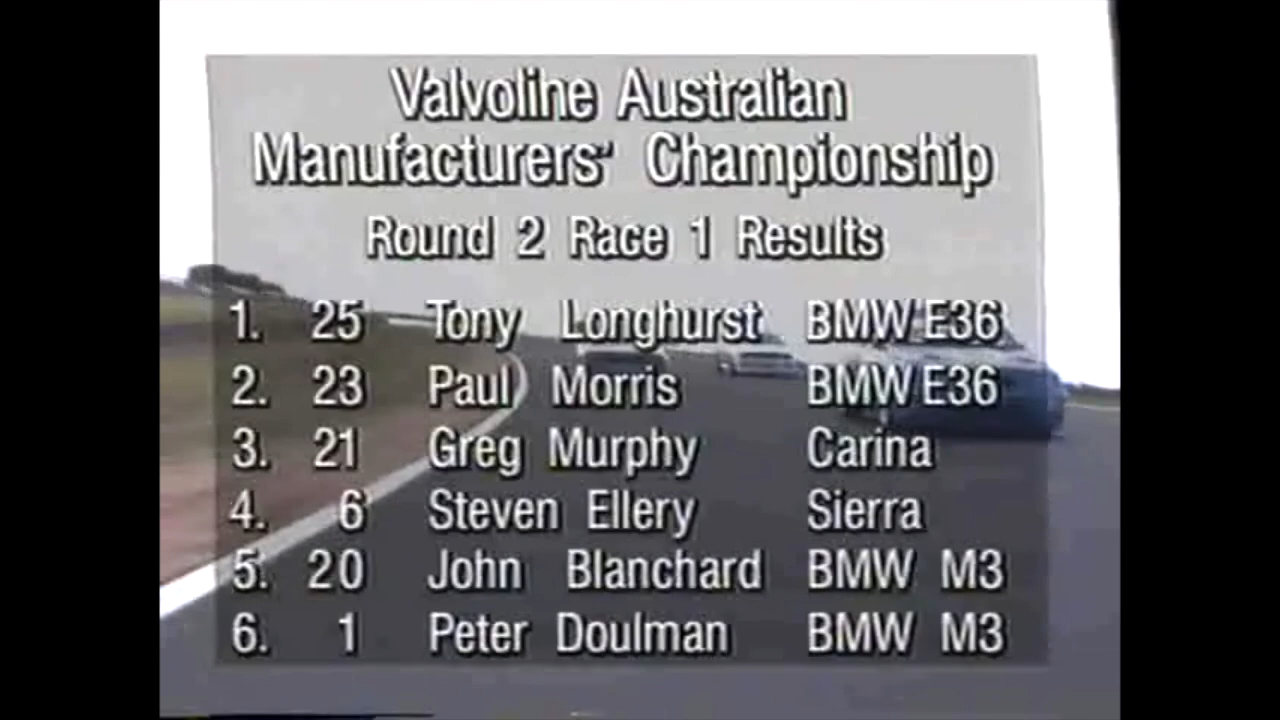 Valvoline Australian
Manufacturers' Championship
Round 2 Race 1 Results
1. 25 Tony Longhurst BMW E36
2. 23 Paul Morris BMW E36
3. 21 Greg Murphy Carina
4. 6 Steven Ellery Sierra
5. 20 John Blanchard BMW M3
6. 1 Peter Doulman BMW M3